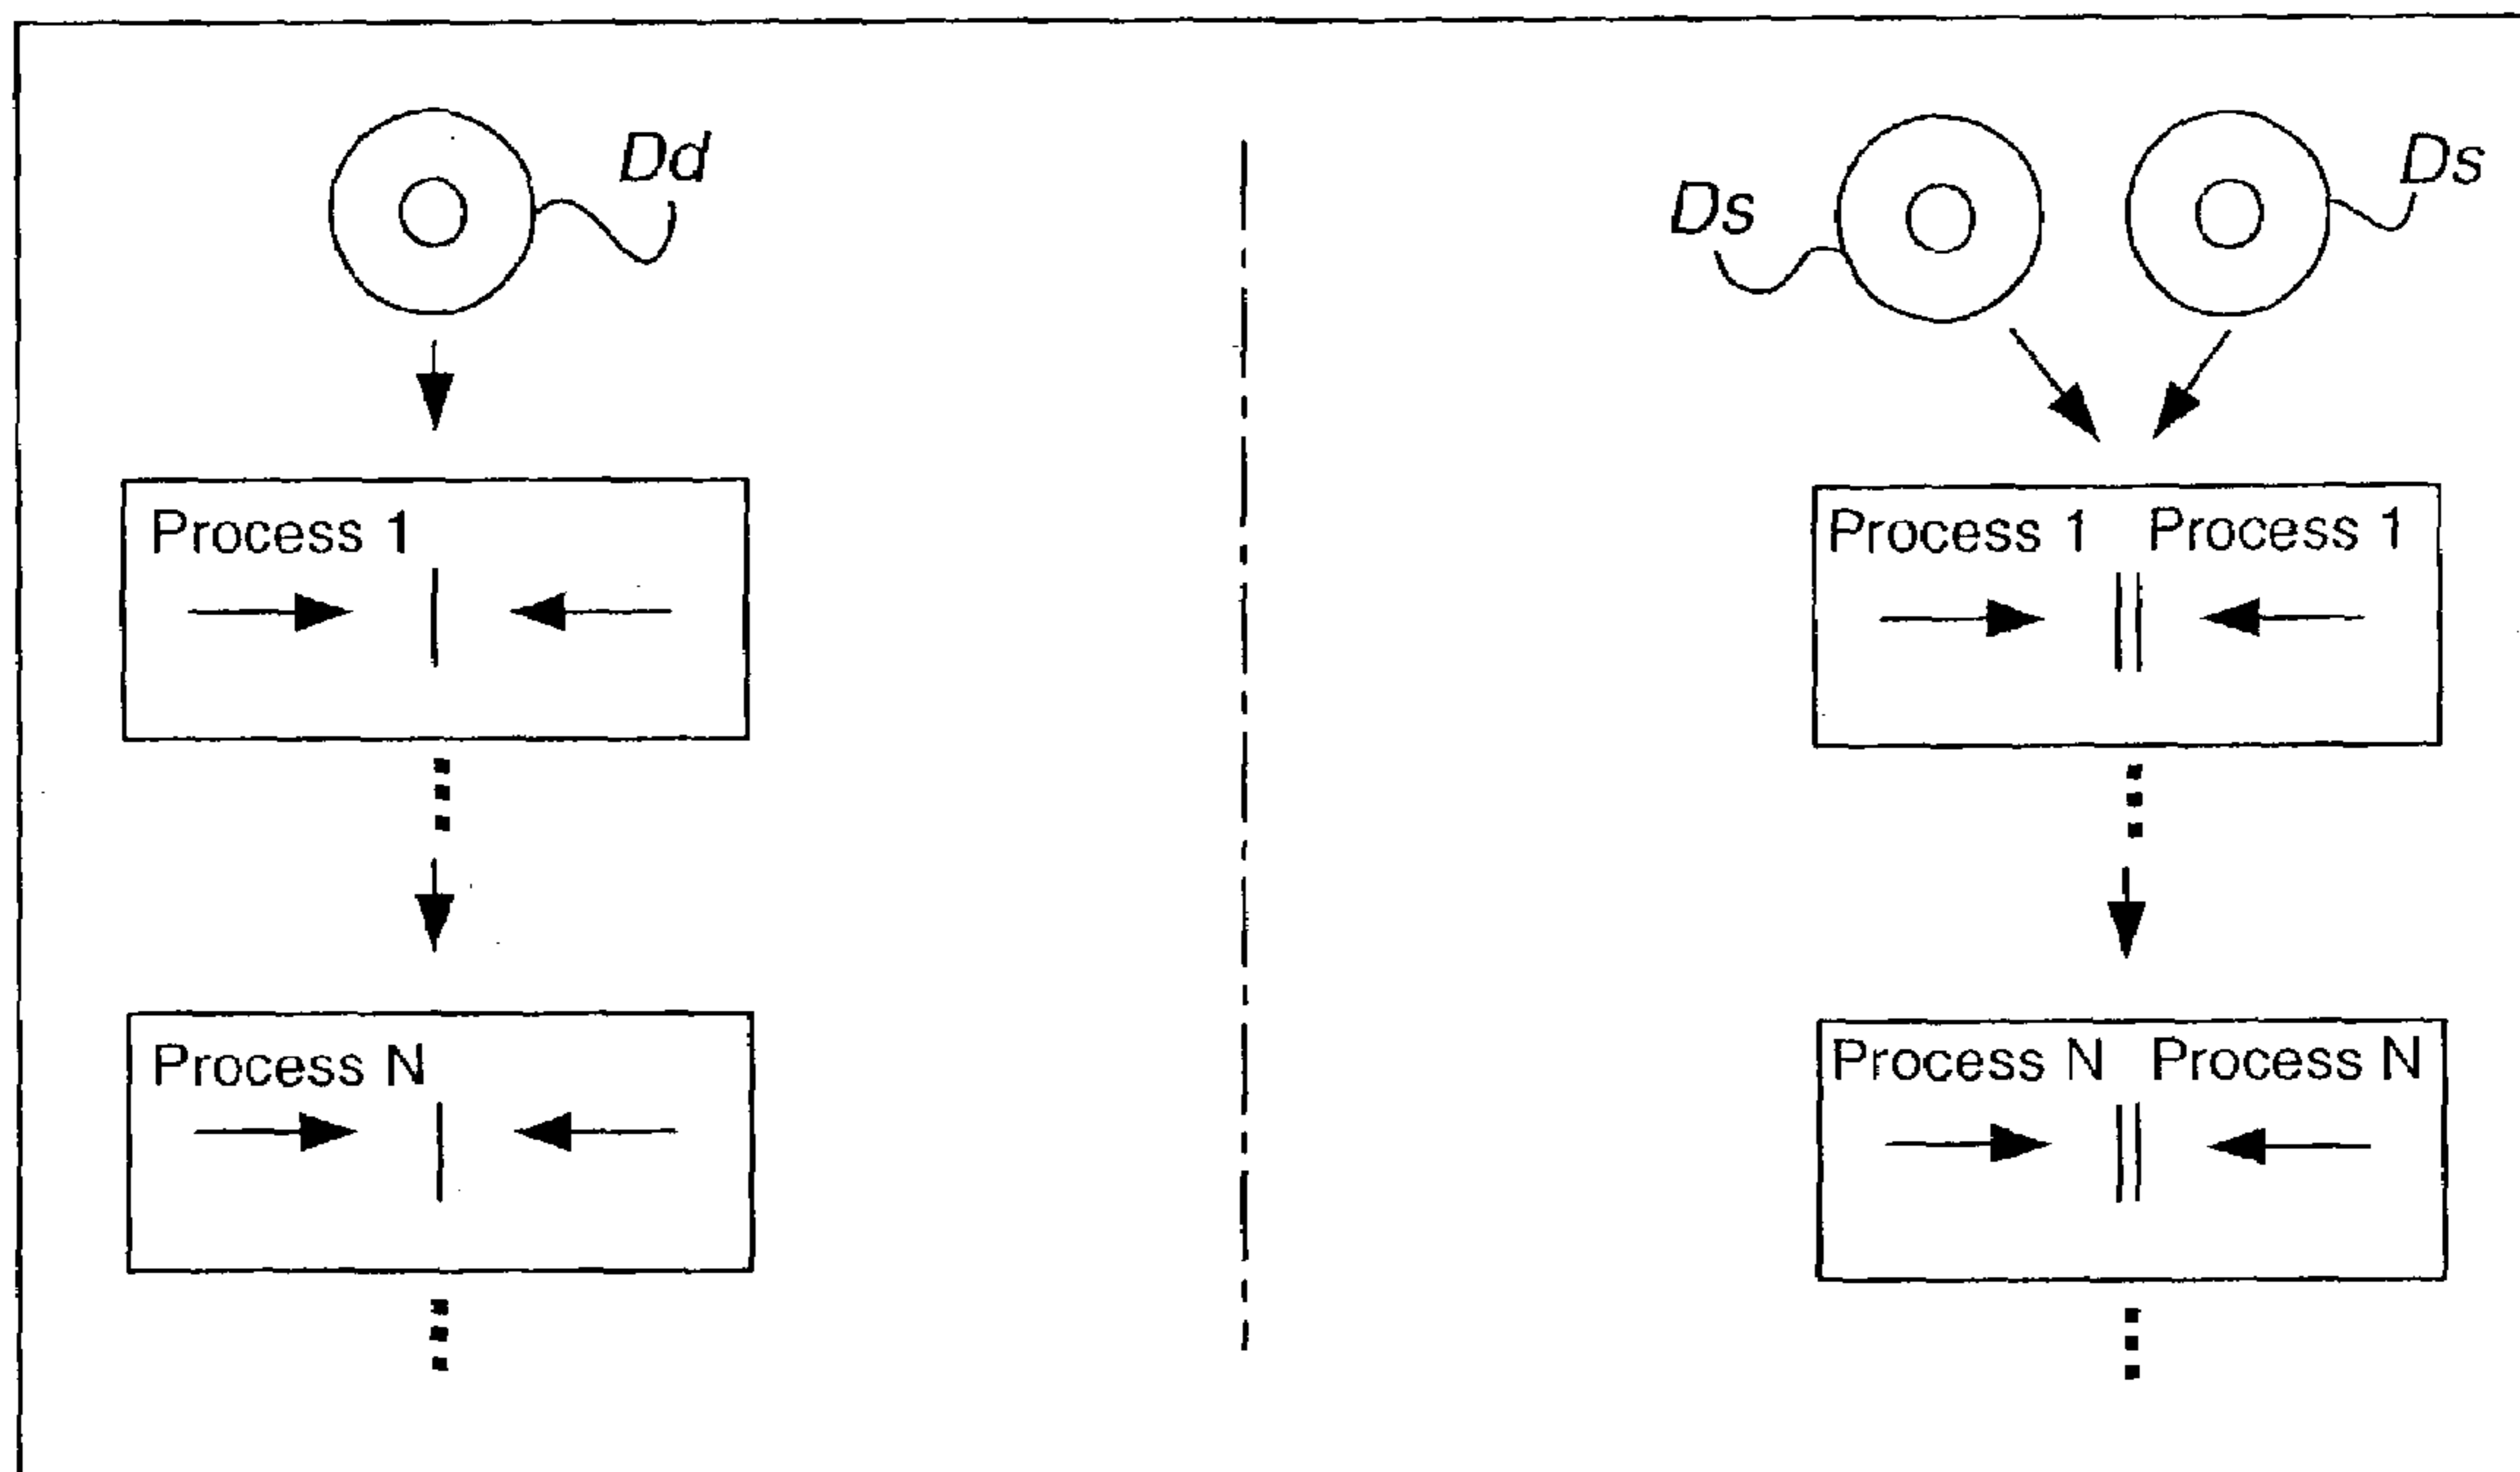 Dd
Ds
Ds
Process 1
Process 1 Process 1
Process N
Process N Process N